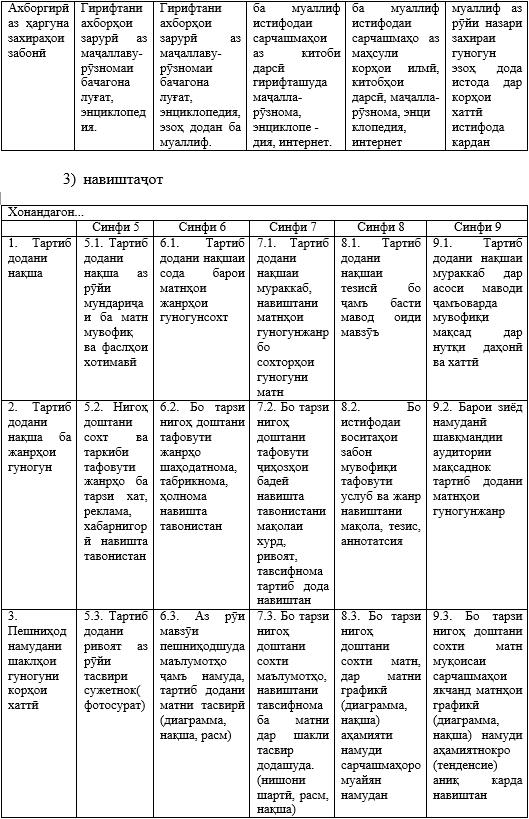 Ахборгирӣ
аз ҳаргуна
захираҳои
забонӣ
Гирифтани
ахборҳои
зарурӣ аз
маҷаллаву-
рӯзномаи
бачагона
луғат,
энциклопед
ия.
Гирифтани
ахборҳои
зарурӣ аз
маҷаллаву-
рӯзномаи
бачагона
луғат,
энциклопедия,
эзоҳ додан ба
муаллиф.
ба муаллиф
истифодаи
сарчашмаҳои
аз китоби
дарсӣ
гирифташуда
маҷалла-
рӯзнома,
энциклопе -
дия, интернет.
ба муаллиф
истифодаи
сарчашмаҳо аз
маҳсули
корҳои илмӣ,
китобҳои
дарсӣ, маҷалла-
рӯзнома, энци
клопедия,
интернет
муаллиф аз
рӯйи назари
захираи
гуногун
эзоҳ дода
истода дар
корҳои
хаттӣ
истифода
кардан
3) навиштаҷот
Хонандагон...
Синфи 5 Синфи 6 Синфи 7 Синфи 8 Синфи 9
1. Тартиб
додани
нақша
5.1. Тартиб
додани
нақша аз
рӯйи
мундариҷа
и ба матн
мувофиқ
ва фаслҳои
хотимавӣ
6.1. Тартиб
додани нақшаи
сода барои
матнҳои
жанрҳои
гуногунсохт
7.1. Тартиб
додани
нақшаи
мураккаб,
навиштани
матнҳои
гуногунжанр
бо
сохторҳои
гуногуни
матн
8.1. Тартиб
додани
нақшаи
тезисӣ бо
ҷамъ басти
мавод оиди
мавзӯъ
9.1. Тартиб
додани нақшаи
мураккаб дар
асоси маводи
ҷамъоварда
мувофиқи
мақсад дар
нутқи даҳонӣ
ва хаттӣ
2. Тартиб
додани
нақша ба
жанрҳои
гуногун
5.2. Нигоҳ
доштани
сохт ва
таркиби
тафовути
жанрҳо ба
тарзи хат,
реклама,
хабарнигор
ӣ навишта
тавонистан
6.2. Бо тарзи
нигоҳ доштани
тафовути
жанрҳо
шаҳодатнома,
табрикнома,
ҳолнома
навишта
тавонистан
7.2. Бо тарзи
нигоҳ
доштани
тафовути
ҷиҳозҳои
бадеӣ
навишта
тавонистани
мақолаи
хурд,
ривоят,
тавсифнома
тартиб дода
навиштан
8.2. Бо
истифодаи
воситаҳои
забон
мувофиқи
тафовути
услуб ва жанр
навиштани
мақола, тезис,
аннотатсия
9.2. Барои зиёд
намуданӣ
шавқмандии
аудитории
мақсаднок
тартиб додани
матнҳои
гуногунжанр
3.
Пешниҳод
намудани
шаклҳои
гуногуни
корҳои
хаттӣ
5.3. Тартиб
додани
ривоят аз
рӯйи
тасвири
сужетнок(
фотосурат)
6.3. Аз рӯи
мавзӯи
пешниҳодшуда
маълумотҳо
ҷамъ намуда,
тартиб додани
матни тасвирӣ
(диаграмма,
нақша, расм)
7.3. Бо тарзи
нигоҳ
доштани
сохти
маълумотҳо,
навиштани
тавсифнома
ба матни
дар шакли
тасвир
додашуда.
(нишони
шартӣ, расм,
нақша)
8.3. Бо тарзи
нигоҳ
доштани
сохти матн,
дар матни
графикӣ
(диаграмма,
нақша)
аҳамияти
намуди
сарчашмаҳоро
муайян
намудан
9.3. Бо тарзи
нигоҳ доштани
сохти матн
муқоисаи
сарчашмаҳои
якчанд матнҳои
графикӣ
(диаграмма,
нақша) намуди
аҳамиятнокро
(тенденсие)
аниқ карда
навиштан